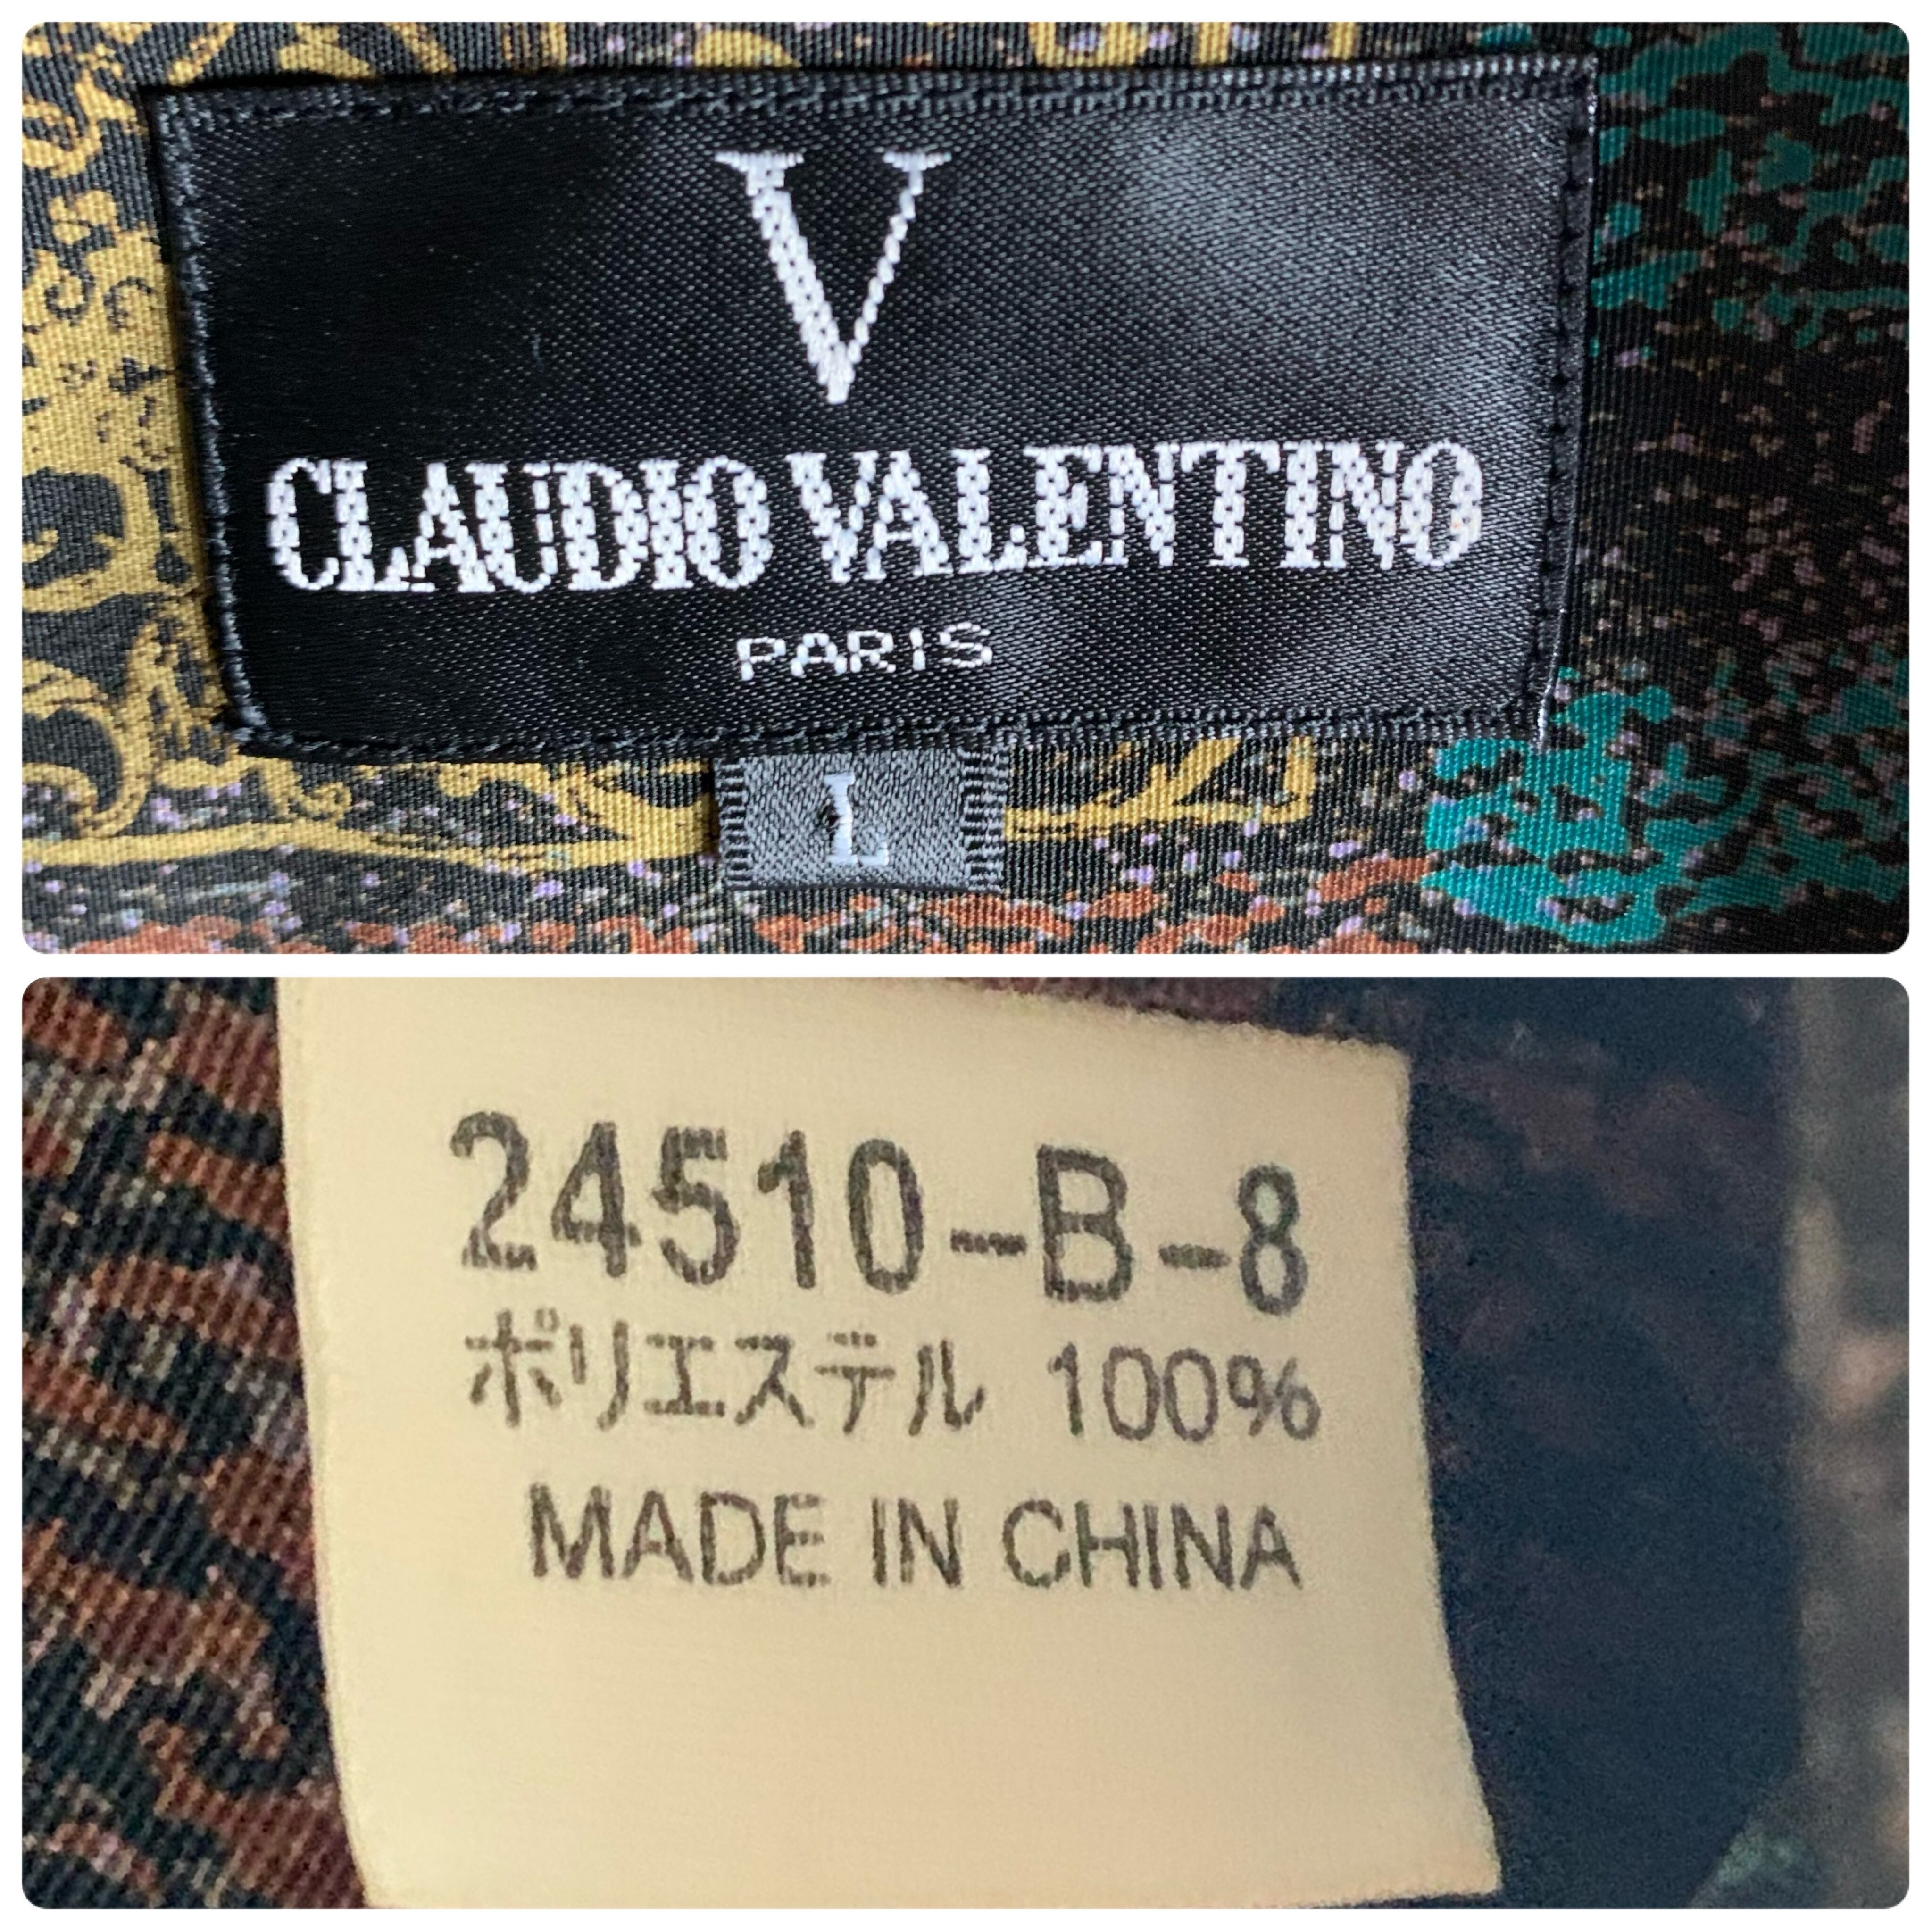 V
CLAUDIO VALENTINO
PARIS
L
24510-B-8
ポリエステル 100%
MADE IN CHINA